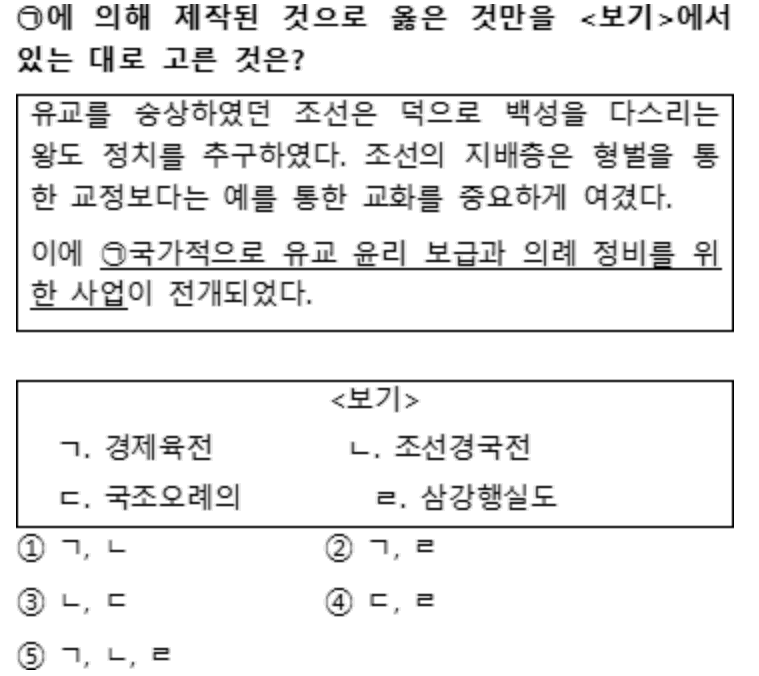 ㉠에 의해 제작된 것으로 옳은 것만을 <보기>에서
있는 대로 고른 것은?
유교를 숭상하였던 조선은 덕으로 백성을 다스리는
왕도 정치를 추구하였다. 조선의 지배층은 형벌을 통
한 교정보다는 예를 통한 교화를 중요하게 여겼다.
이에 ㉠국가적으로 유교 윤리 보급과 의례 정비를 위
한 사업이 전개되었다.
<보기>
ㄱ. 경제육전 ㄴ. 조선경국전
ㄷ. 국조오례의 ㄹ. 삼강행실도
① ㄱ, ㄴ ② ㄱ, ㄹ
③ ㄴ, ㄷ ④ ㄷ, ㄹ
⑤ ㄱ, ㄴ, ㄹ